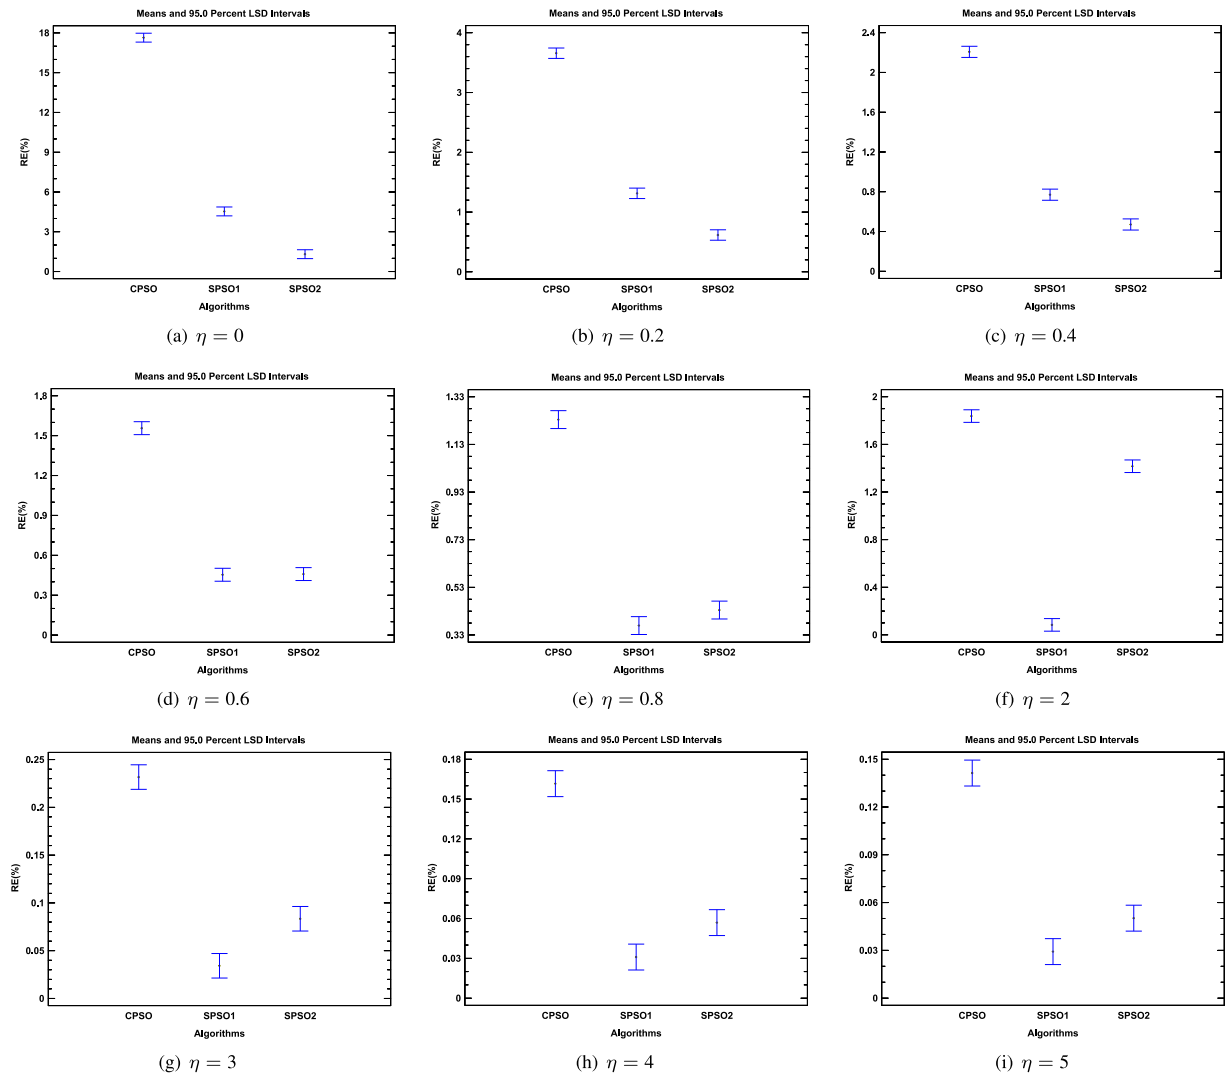 Means and 95.0 Percent LSD Intervals
18
15
12
9
6
3
0
RE(%)
CPSO SPSO1 SPSO2
Algorithms
(a) η = 0
Means and 95.0 Percent LSD Intervals
4
3
2
1
0
RE(%)
CPSO SPSO1 SPSO2
Algorithms
(b) η = 0.2
Means and 95.0 Percent LSD Intervals
2.4
2
1.6
1.2
0.8
0.4
0
RE(%)
CPSO SPSO1 SPSO2
Algorithms
(c) η = 0.4
Means and 95.0 Percent LSD Intervals
1.8
1.5
1.2
0.9
0.6
0.3
0
RE(%)
CPSO SPSO1 SPSO2
Algorithms
(d) η = 0.6
Means and 95.0 Percent LSD Intervals
1.33
1.13
0.93
0.73
0.53
0.33
RE(%)
CPSO SPSO1 SPSO2
Algorithms
(e) η = 0.8
Means and 95.0 Percent LSD Intervals
2
1.6
1.2
0.8
0.4
0
RE(%)
CPSO SPSO1 SPSO2
Algorithms
(f) η = 2
Means and 95.0 Percent LSD Intervals
0.25
0.2
0.15
0.1
0.05
0
RE(%)
CPSO SPSO1 SPSO2
Algorithms
(g) η = 3
Means and 95.0 Percent LSD Intervals
0.18
0.15
0.12
0.09
0.06
0.03
0
RE(%)
CPSO SPSO1 SPSO2
Algorithms
(h) η = 4
Means and 95.0 Percent LSD Intervals
0.15
0.12
0.09
0.06
0.03
0
RE(%)
CPSO SPSO1 SPSO2
Algorithms
(i) η = 5